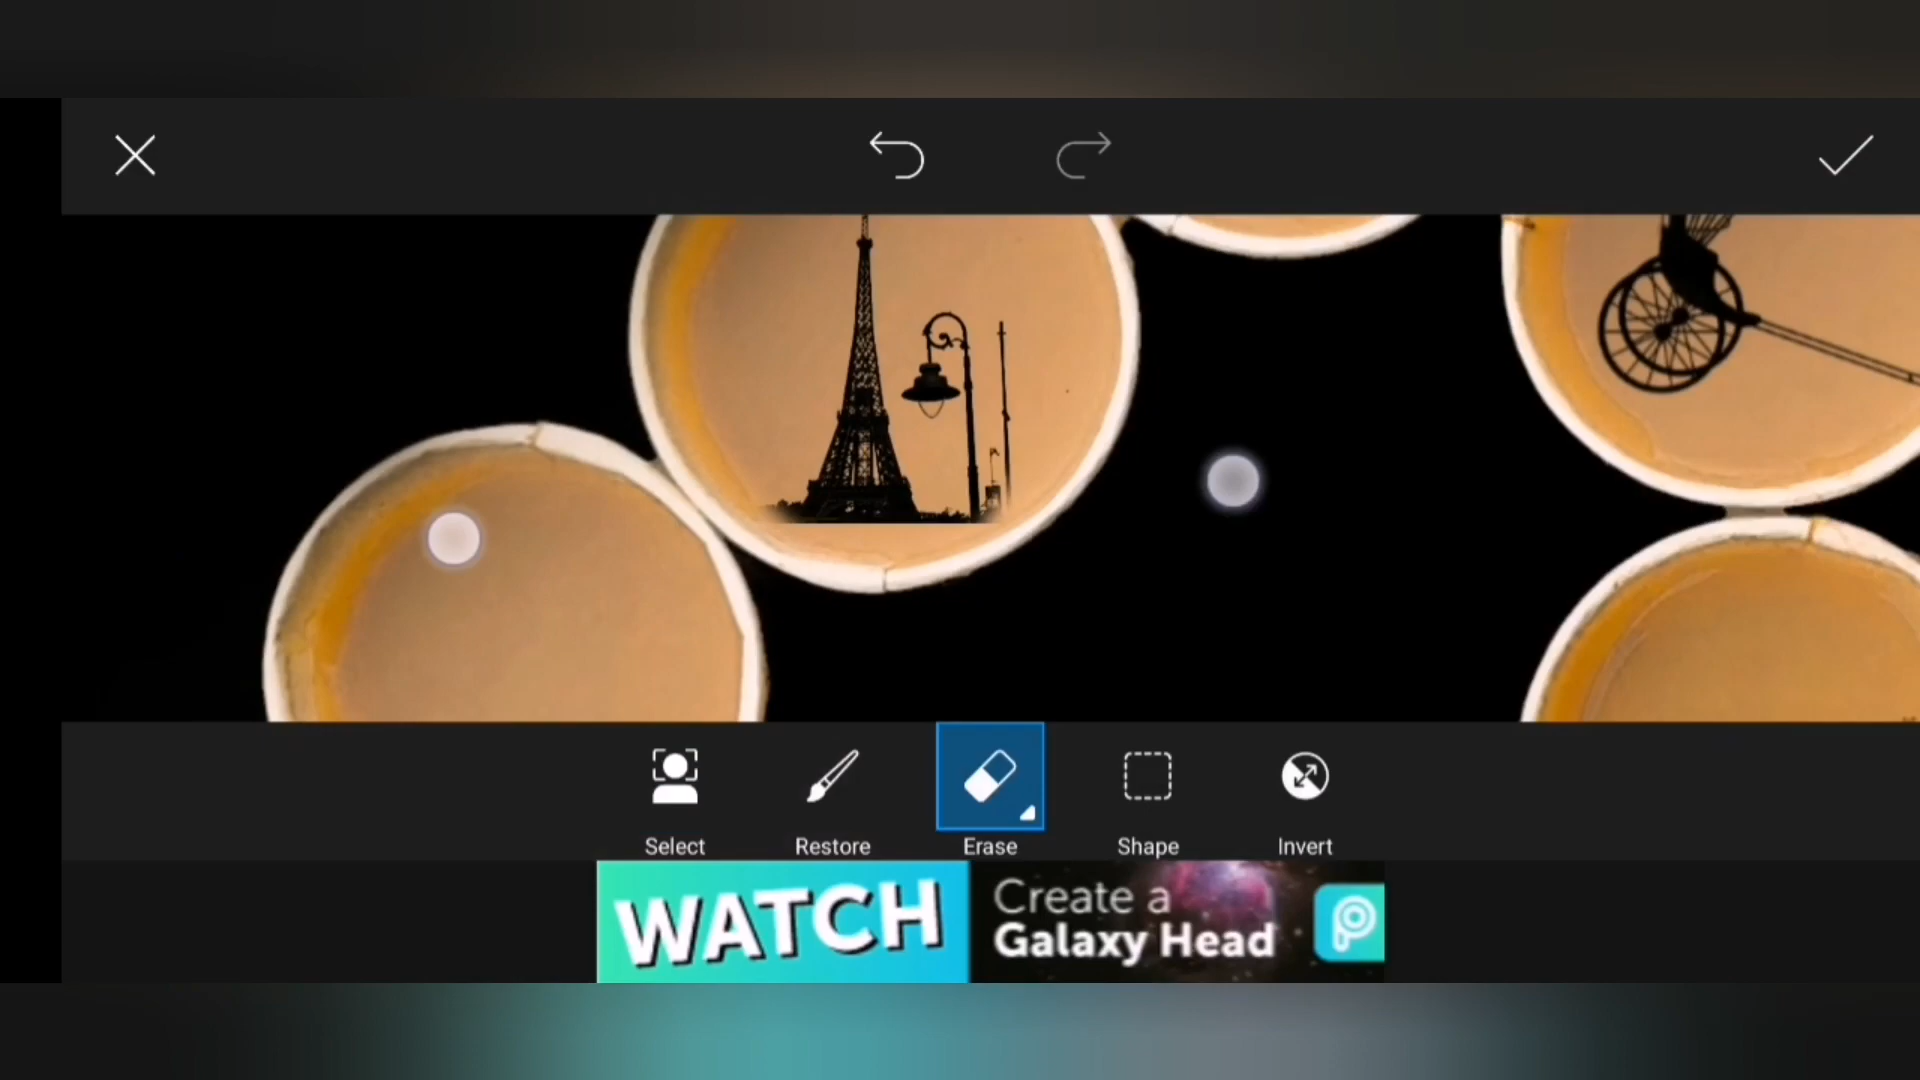 Select
Restore
Erase
Shape
Invert
WATCH
Create a
Galaxy Head